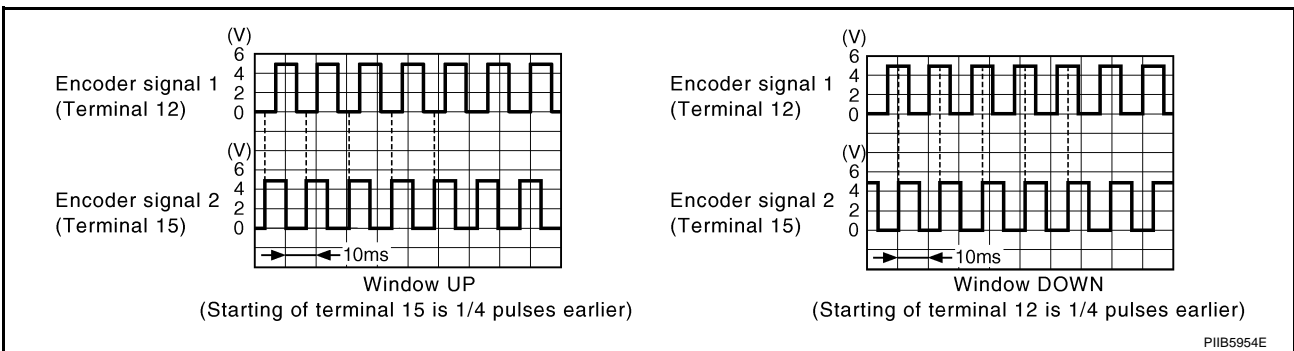 (V)
6
4
2
0
Encoder signal 1
(Terminal 12)
(V)
6
4
2
0
Encoder signal 2
(Terminal 15)
10ms
Window UP
(Starting of terminal 15 is 1/4 pulses earlier)
(V)
6
4
2
0
Encoder signal 1
(Terminal 12)
(V)
6
4
2
0
Encoder signal 2
(Terminal 15)
10ms
Window DOWN
(Starting of terminal 12 is 1/4 pulses earlier)
PIIB5954E